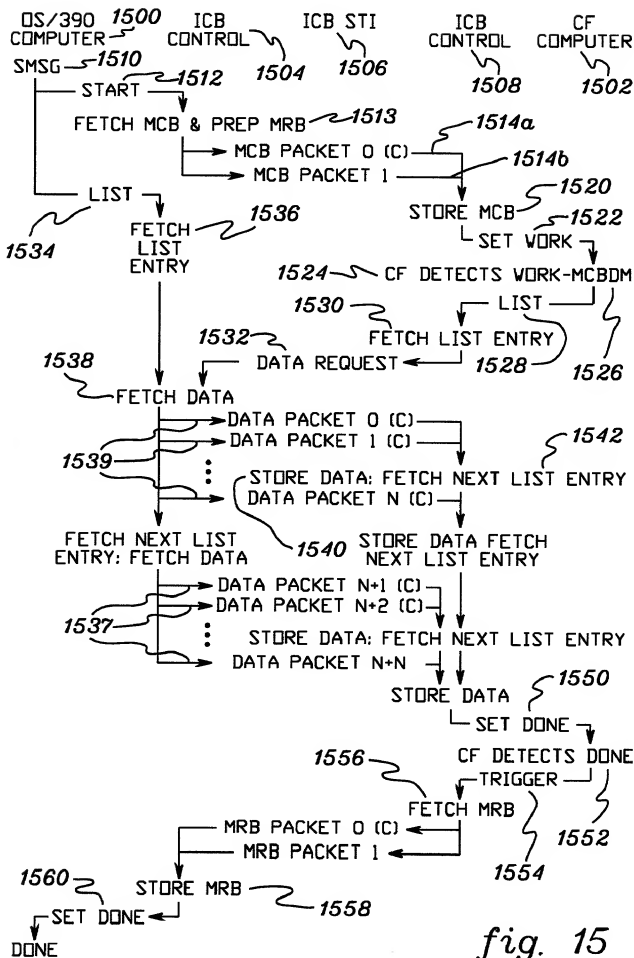 OS/390 COMPUTER 1500
ICB CONTROL 1504
ICB STI 1506
ICB CONTROL 1508
CF COMPUTER 1502
SMSG 1510
START 1512
FETCH MCB & PREP MRB 1513
MCB PACKET 0 (C) 1514a
MCB PACKET 1 1514b
STORE MCB 1520
LIST 1534
SET WORK 1522
FETCH LIST ENTRY 1536
1524 CF DETECTS WORK-MCBDM 1526
LIST 1528
1530
FETCH LIST ENTRY
1532
DATA REQUEST
1538
FETCH DATA
DATA PACKET 0 (C)
1539 DATA PACKET 1 (C)
1542
STORE DATA; FETCH NEXT LIST ENTRY
DATA PACKET N (C)
1540
FETCH NEXT LIST
ENTRY; FETCH DATA
STORE DATA FETCH
NEXT LIST ENTRY
DATA PACKET N+1 (C)
1537 DATA PACKET N+2 (C)
STORE DATA; FETCH NEXT LIST ENTRY
DATA PACKET N+N
STORE DATA 1550
SET DONE
CF DETECTS DONE 1552
1556
TRIGGER 1554
FETCH MRB
MRB PACKET 0 (C)
MRB PACKET 1
STORE MRB 1558
1560
SET DONE
DONE
fig. 15